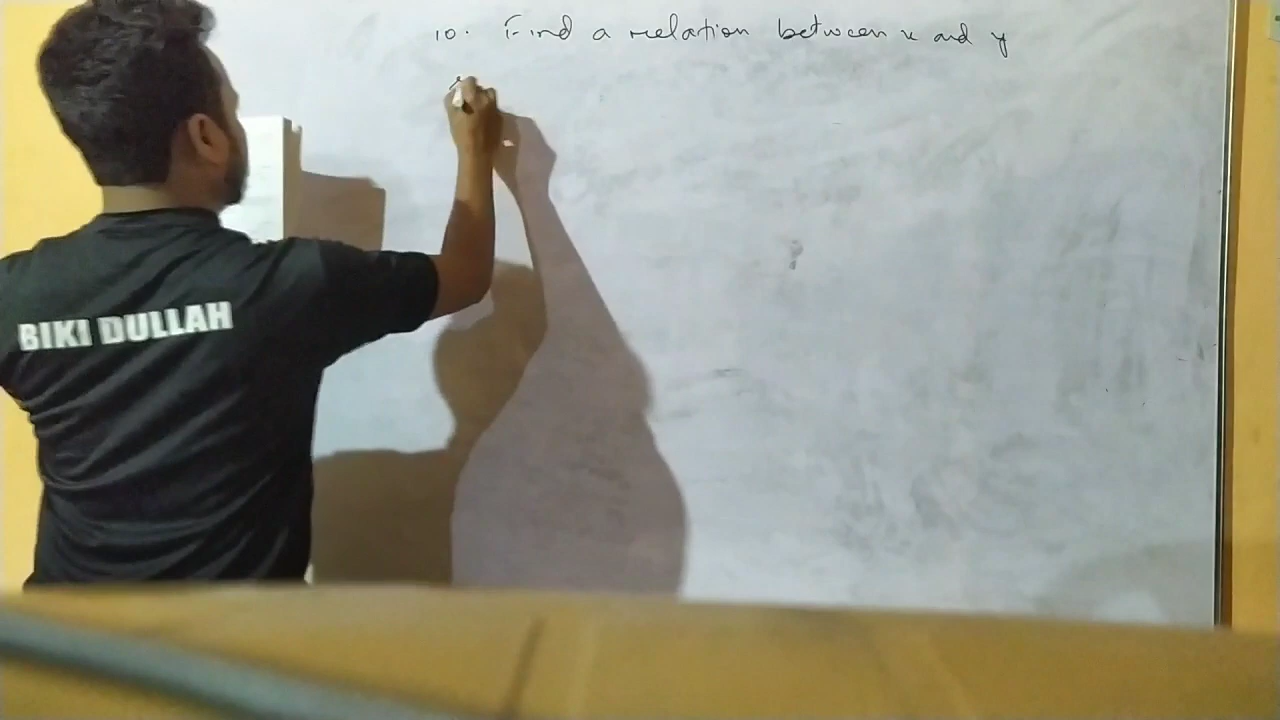 10. Find a relation between x and y
BIKI DULLAH